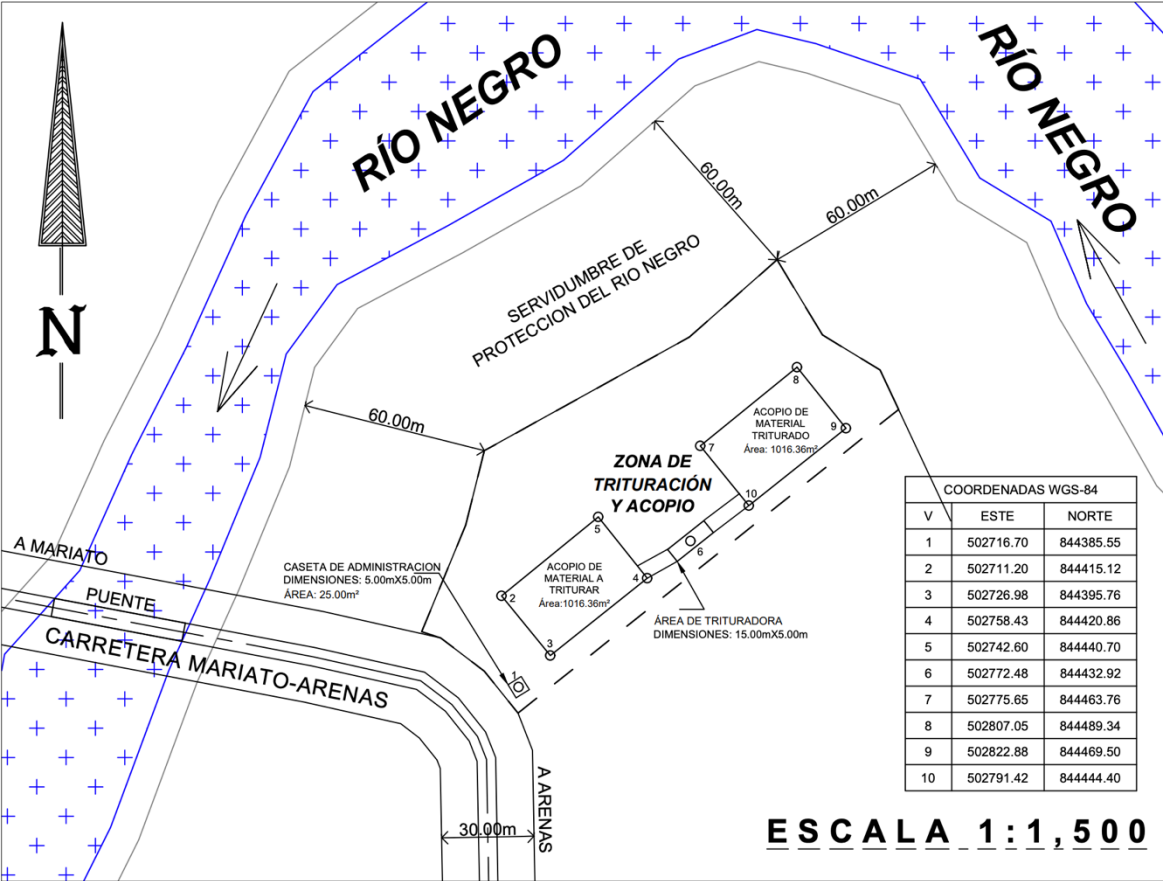 RÍO NEGRO
RÍO NEGRO
N
60.00m
60.00m
SERVIDUMBRE DE
PROTECCION DEL RIO NEGRO
60.00m
8
ACOPIO DE
MATERIAL
TRITURADO
Área: 1016.36m²
9
7
10
ZONA DE
TRITURACIÓN
Y ACOPIO
5
6
4
ACOPIO DE
MATERIAL A
TRITURAR
Área:1016.36m²
2
3
1
CASETA DE ADMINISTRACION
DIMENSIONES: 5.00mX5.00m
ÁREA: 25.00m²
ÁREA DE TRITURADORA
DIMENSIONES: 15.00mX5.00m
A MARIATO
PUENTE
CARRETERA MARIATO-ARENAS
A ARENAS
30.00m
COORDENADAS WGS-84
V ESTE NORTE
1 502716.70 844385.55
2 502711.20 844415.12
3 502726.98 844395.76
4 502758.43 844420.86
5 502742.60 844440.70
6 502772.48 844432.92
7 502775.65 844463.76
8 502807.05 844489.34
9 502822.88 844469.50
10 502791.42 844444.40
ESCALA 1:1,500